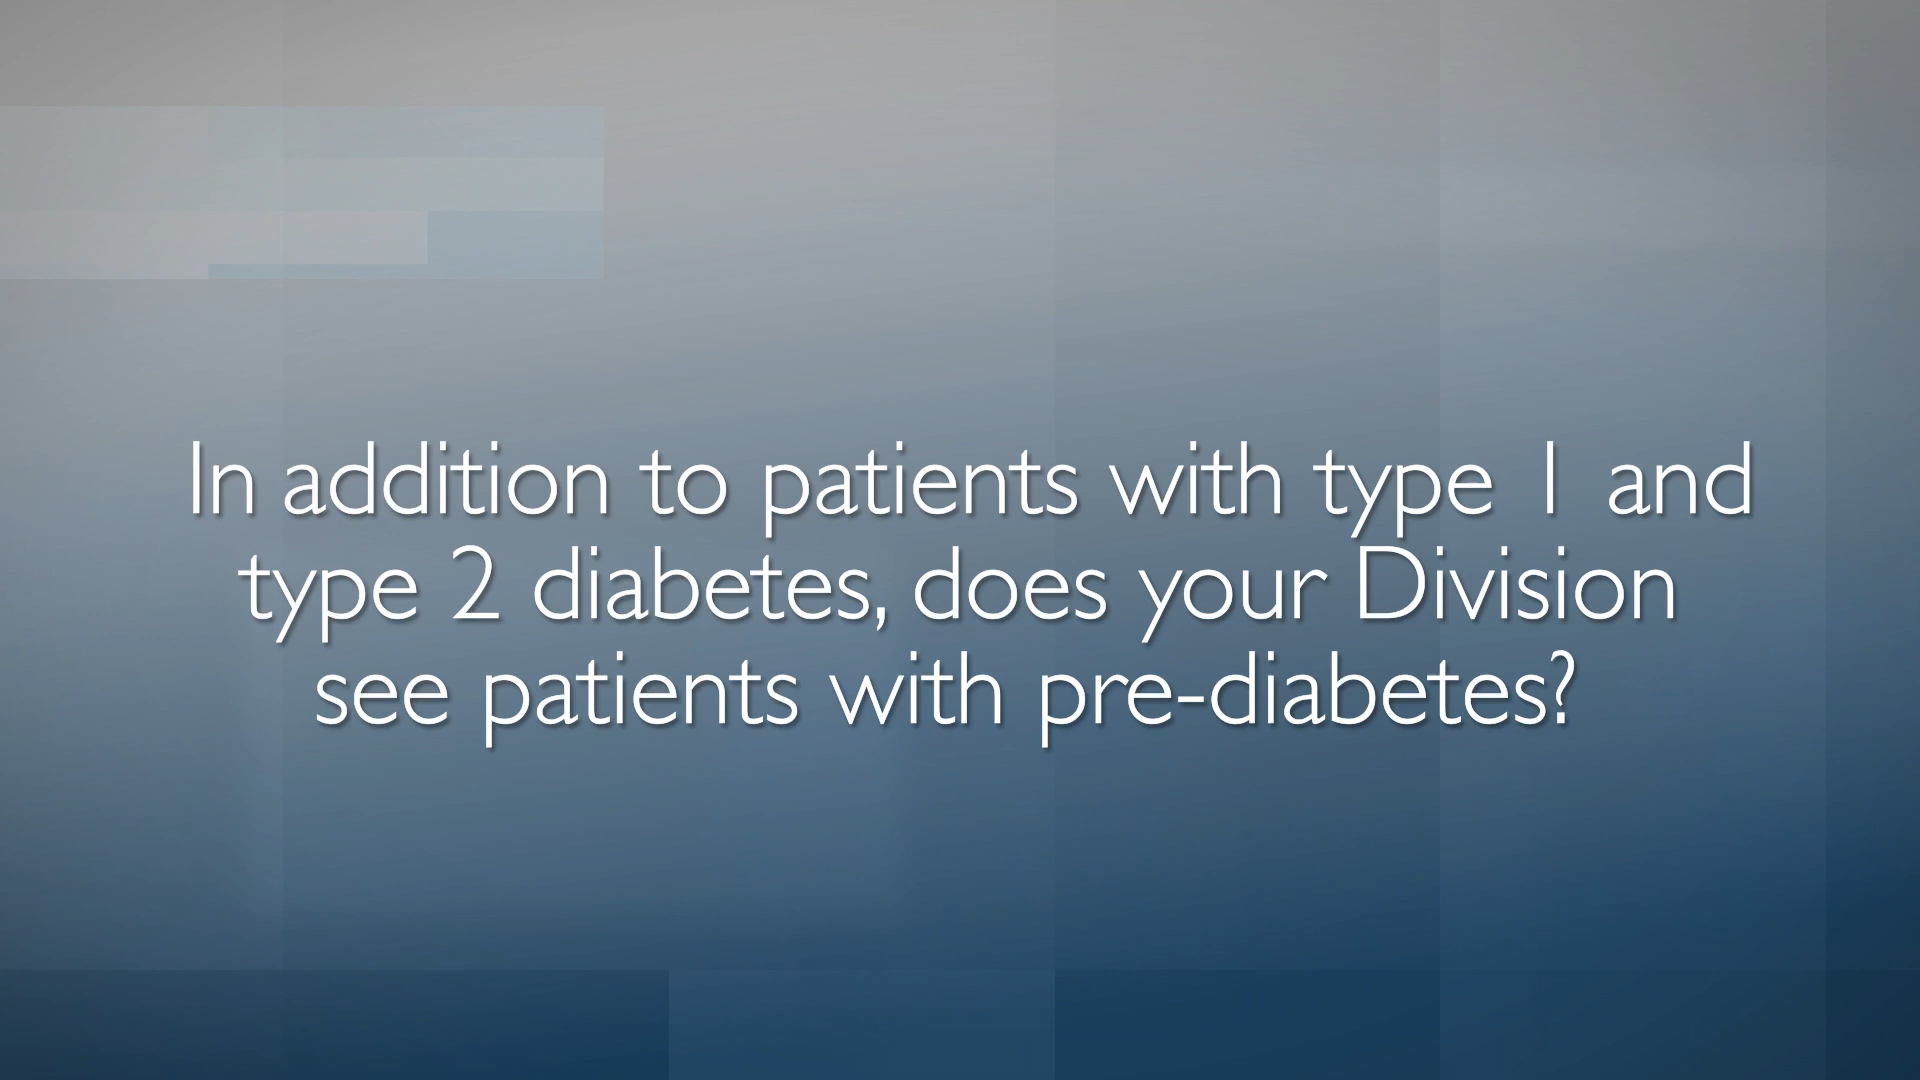 In addition to patients with type 1 and
type 2 diabetes, does your Division
see patients with pre-diabetes?